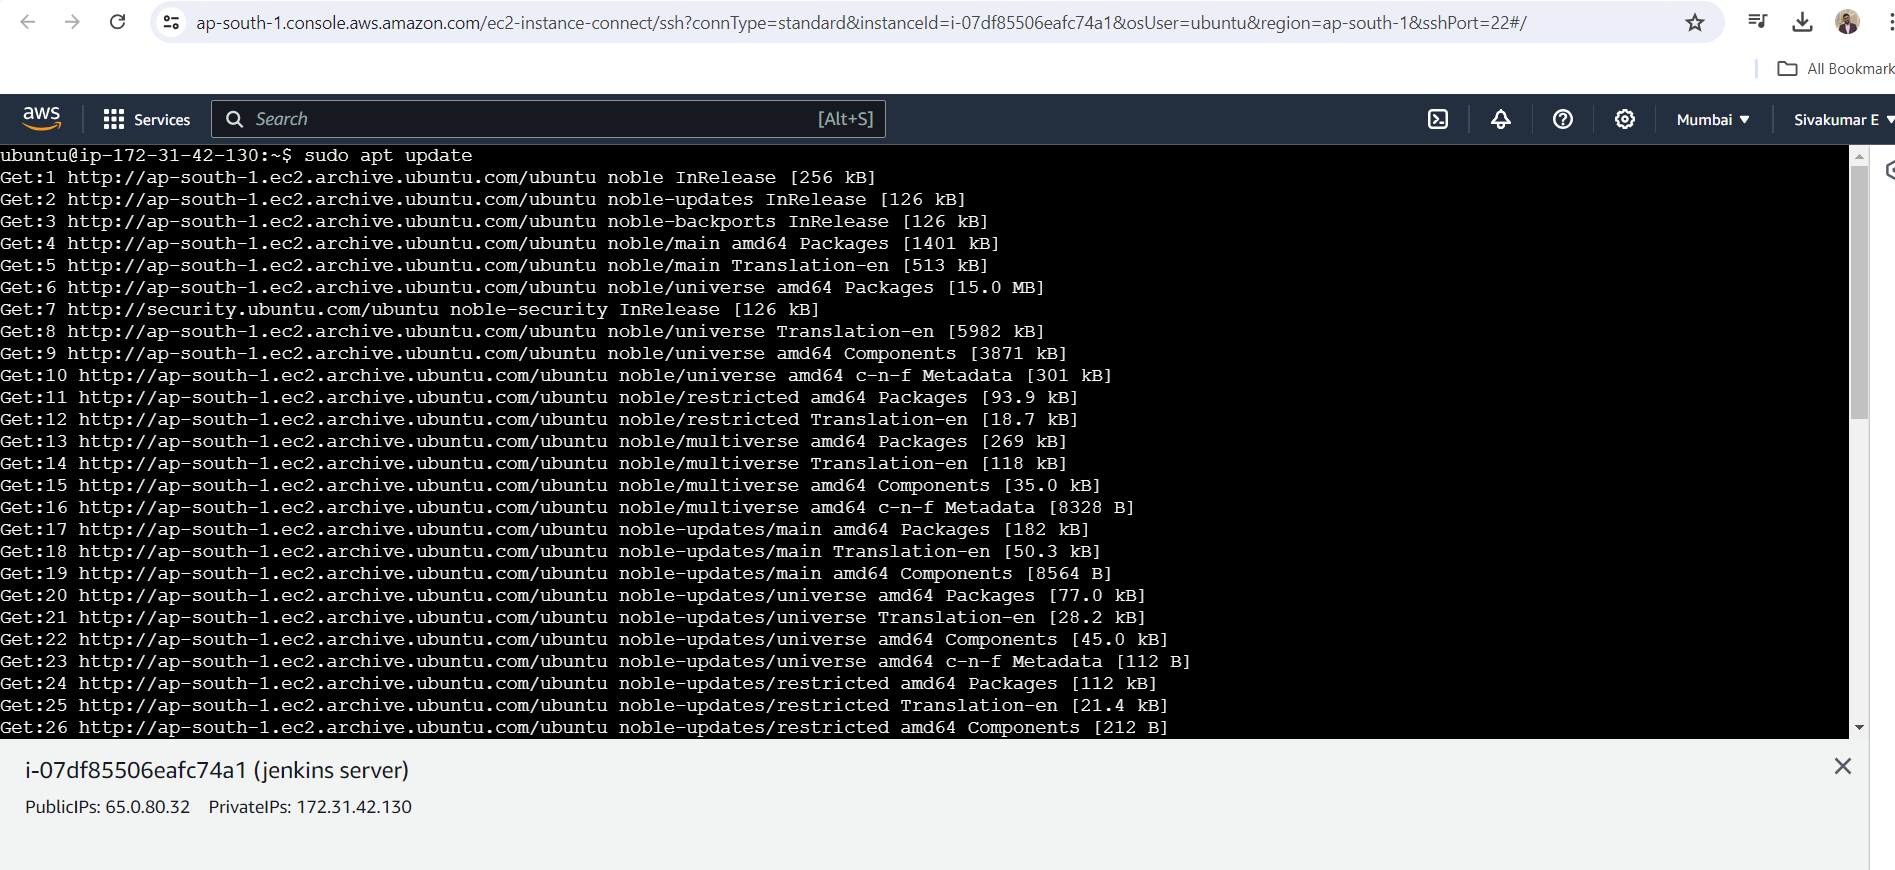 ap-south-1.console.aws.amazon.com/ec2-instance-connect/ssh?connType=standard&instanceId=i-07df85506eafc74a1&osUser=ubuntu&region=ap-south-1&sshPort=22#/
All Bookmark
aws Services Search [Alt+S] Mumbai Sivakumar E
ubuntu@ip-172-31-42-130:~$ sudo apt update
Get:1 http://ap-south-1.ec2.archive.ubuntu.com/ubuntu noble InRelease [256 kB]
Get:2 http://ap-south-1.ec2.archive.ubuntu.com/ubuntu noble-updates InRelease [126 kB]
Get:3 http://ap-south-1.ec2.archive.ubuntu.com/ubuntu noble-backports InRelease [126 kB]
Get:4 http://ap-south-1.ec2.archive.ubuntu.com/ubuntu noble/main amd64 Packages [1401 kB]
Get:5 http://ap-south-1.ec2.archive.ubuntu.com/ubuntu noble/main Translation-en [513 kB]
Get:6 http://ap-south-1.ec2.archive.ubuntu.com/ubuntu noble/universe amd64 Packages [15.0 MB]
Get:7 http://security.ubuntu.com/ubuntu noble-security InRelease [126 kB]
Get:8 http://ap-south-1.ec2.archive.ubuntu.com/ubuntu noble/universe Translation-en [5982 kB]
Get:9 http://ap-south-1.ec2.archive.ubuntu.com/ubuntu noble/universe amd64 Components [3871 kB]
Get:10 http://ap-south-1.ec2.archive.ubuntu.com/ubuntu noble/universe amd64 c-n-f Metadata [301 kB]
Get:11 http://ap-south-1.ec2.archive.ubuntu.com/ubuntu noble/restricted amd64 Packages [93.9 kB]
Get:12 http://ap-south-1.ec2.archive.ubuntu.com/ubuntu noble/restricted Translation-en [18.7 kB]
Get:13 http://ap-south-1.ec2.archive.ubuntu.com/ubuntu noble/multiverse amd64 Packages [269 kB]
Get:14 http://ap-south-1.ec2.archive.ubuntu.com/ubuntu noble/multiverse Translation-en [118 kB]
Get:15 http://ap-south-1.ec2.archive.ubuntu.com/ubuntu noble/multiverse amd64 Components [35.0 kB]
Get:16 http://ap-south-1.ec2.archive.ubuntu.com/ubuntu noble/multiverse amd64 c-n-f Metadata [8328 B]
Get:17 http://ap-south-1.ec2.archive.ubuntu.com/ubuntu noble-updates/main amd64 Packages [182 kB]
Get:18 http://ap-south-1.ec2.archive.ubuntu.com/ubuntu noble-updates/main Translation-en [50.3 kB]
Get:19 http://ap-south-1.ec2.archive.ubuntu.com/ubuntu noble-updates/main amd64 Components [8564 B]
Get:20 http://ap-south-1.ec2.archive.ubuntu.com/ubuntu noble-updates/universe amd64 Packages [77.0 kB]
Get:21 http://ap-south-1.ec2.archive.ubuntu.com/ubuntu noble-updates/universe Translation-en [28.2 kB]
Get:22 http://ap-south-1.ec2.archive.ubuntu.com/ubuntu noble-updates/universe amd64 Components [45.0 kB]
Get:23 http://ap-south-1.ec2.archive.ubuntu.com/ubuntu noble-updates/universe amd64 c-n-f Metadata [112 B]
Get:24 http://ap-south-1.ec2.archive.ubuntu.com/ubuntu noble-updates/restricted amd64 Packages [112 kB]
Get:25 http://ap-south-1.ec2.archive.ubuntu.com/ubuntu noble-updates/restricted Translation-en [21.4 kB]
Get:26 http://ap-south-1.ec2.archive.ubuntu.com/ubuntu noble-updates/restricted amd64 Components [212 B]
i-07df85506eafc74a1 (jenkins server)
PublicIPs: 65.0.80.32 PrivateIPs: 172.31.42.130